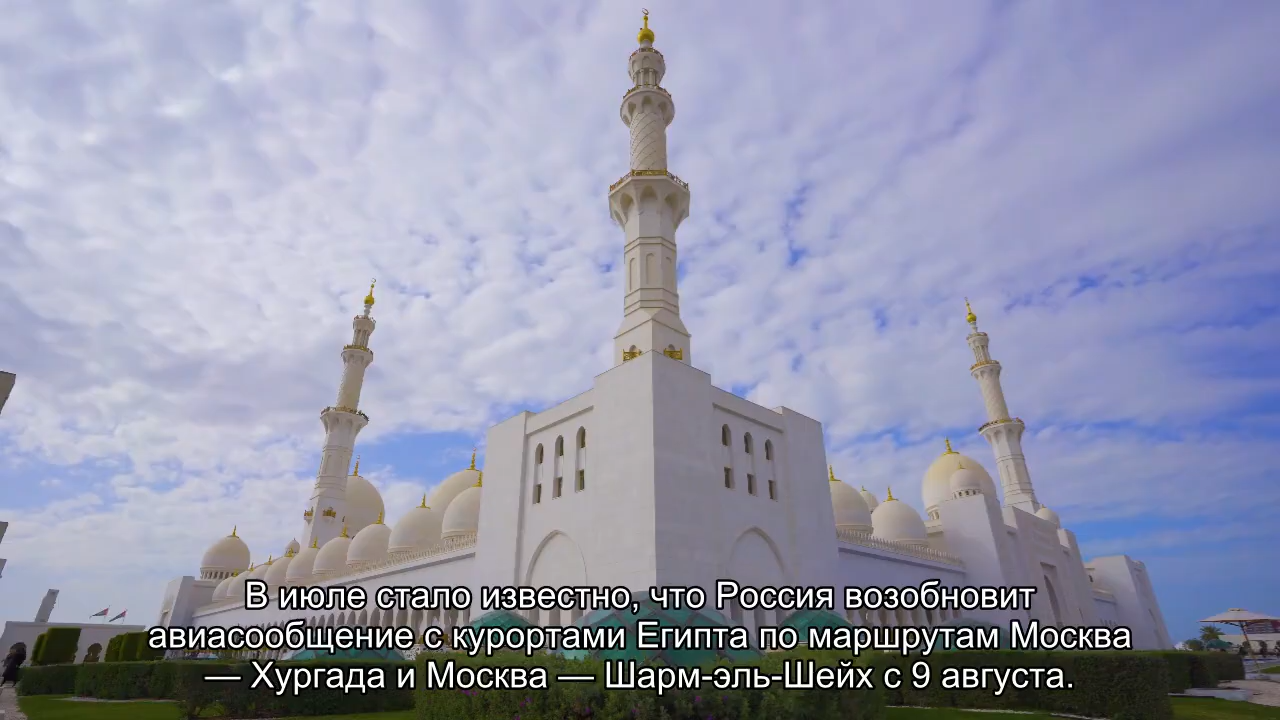 В июле стало известно, что Россия возобновит
авиасообщение с курортами Египта по маршрутам Москва
— Хургада и Москва — Шарм-эль-Шейх с 9 августа.